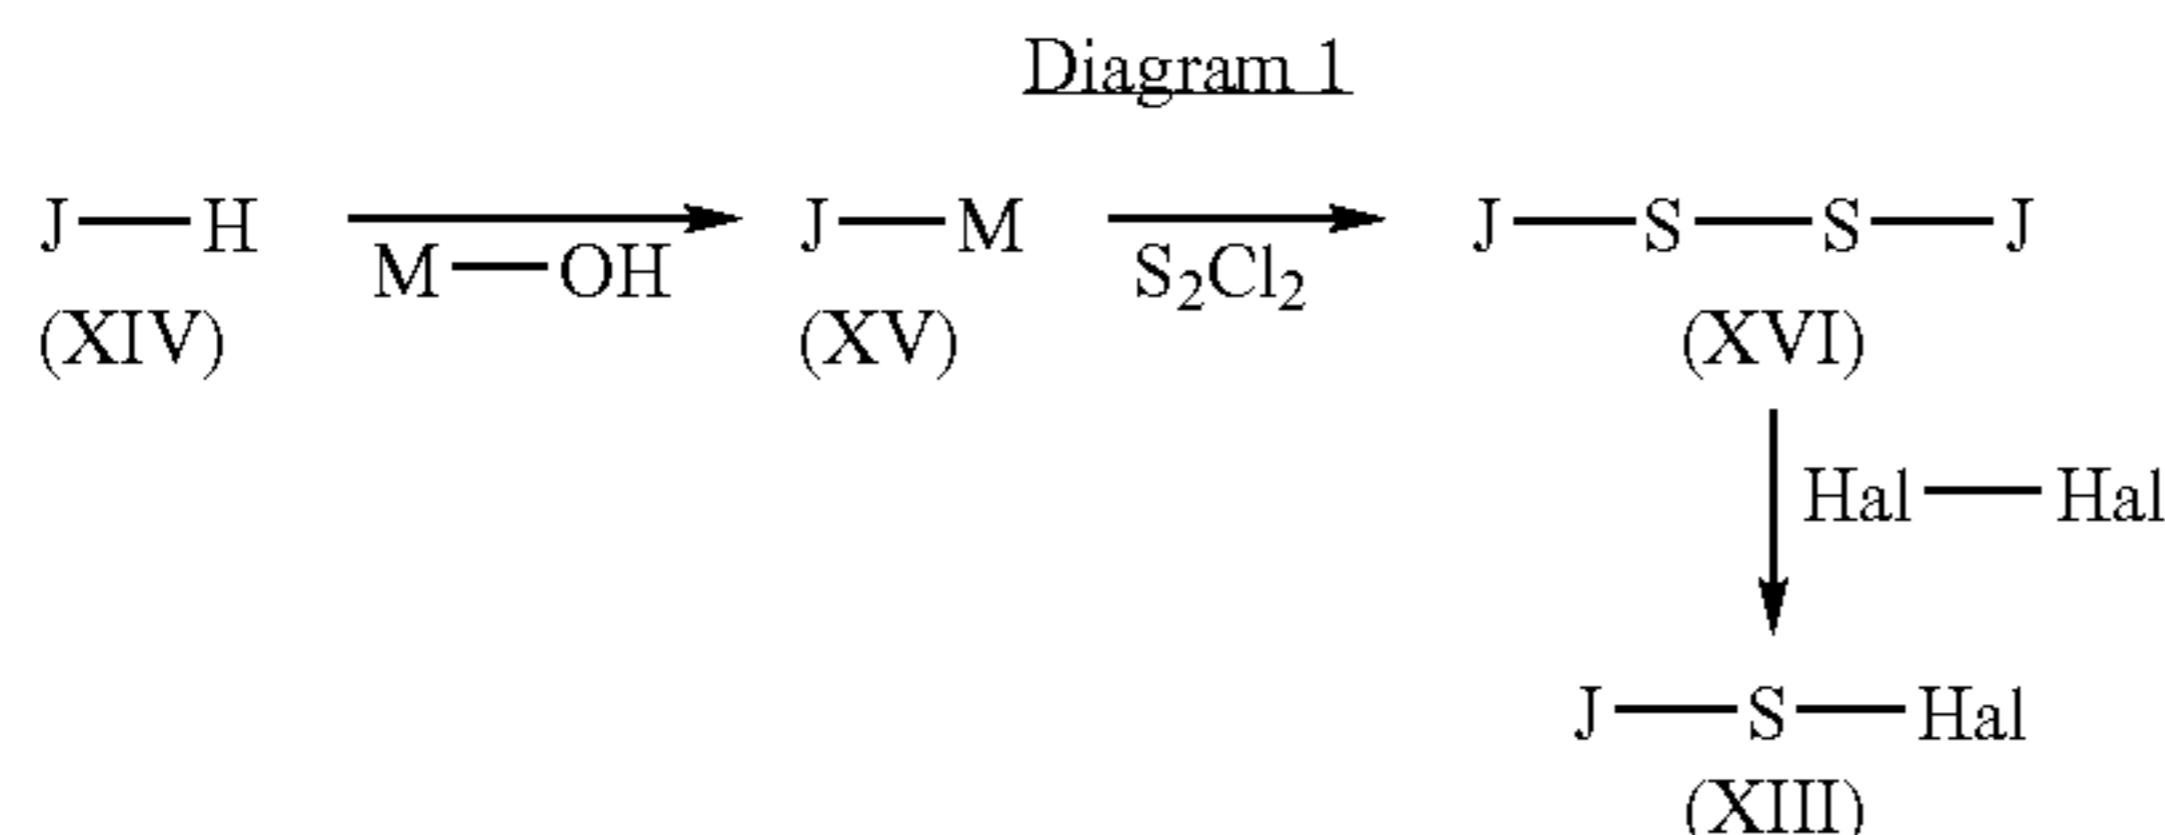 Diagram 1
J—H M—OH J—M S₂Cl₂ J—S—S—J
(XIV) (XV) (XVI)
Hal—Hal
J—S—Hal
(XIII)